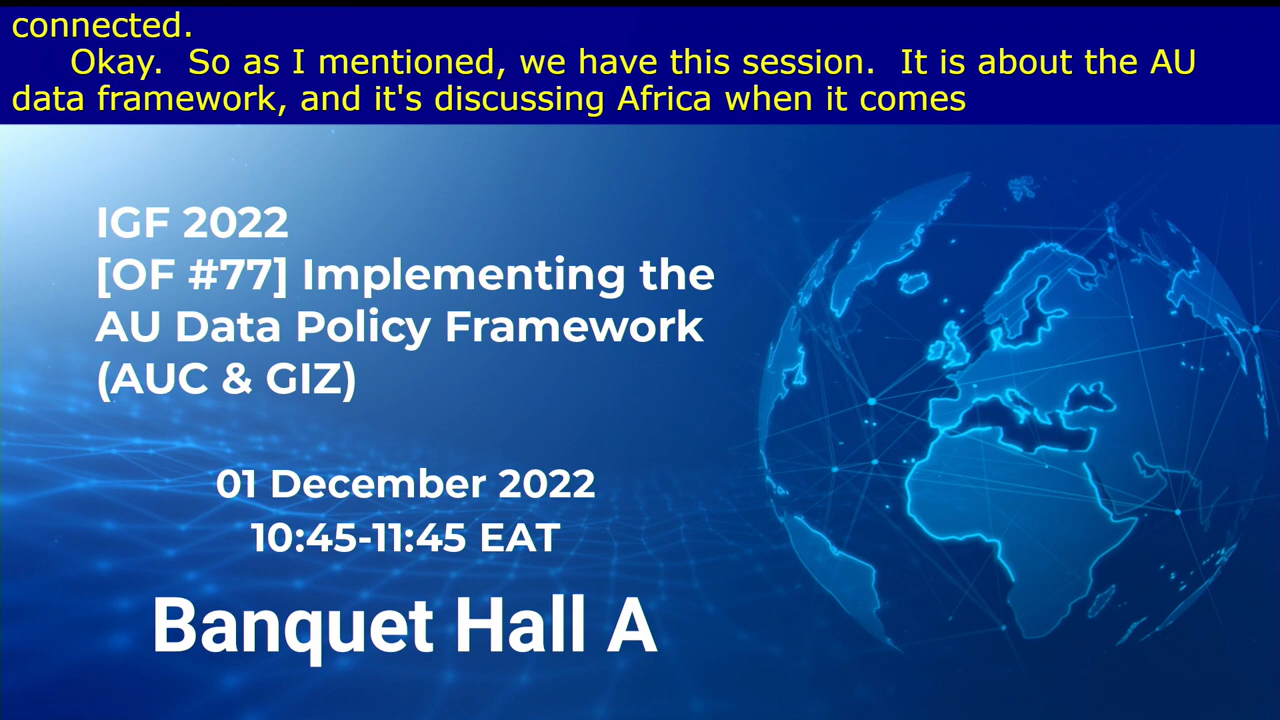 connected.
Okay.  So as I mentioned, we have this session.  It is about the AU
data framework, and it's discussing Africa when it comes
IGF 2022
[OF #77] Implementing the
AU Data Policy Framework
(AUC & GIZ)
01 December 2022
10:45-11:45 EAT
Banquet Hall A